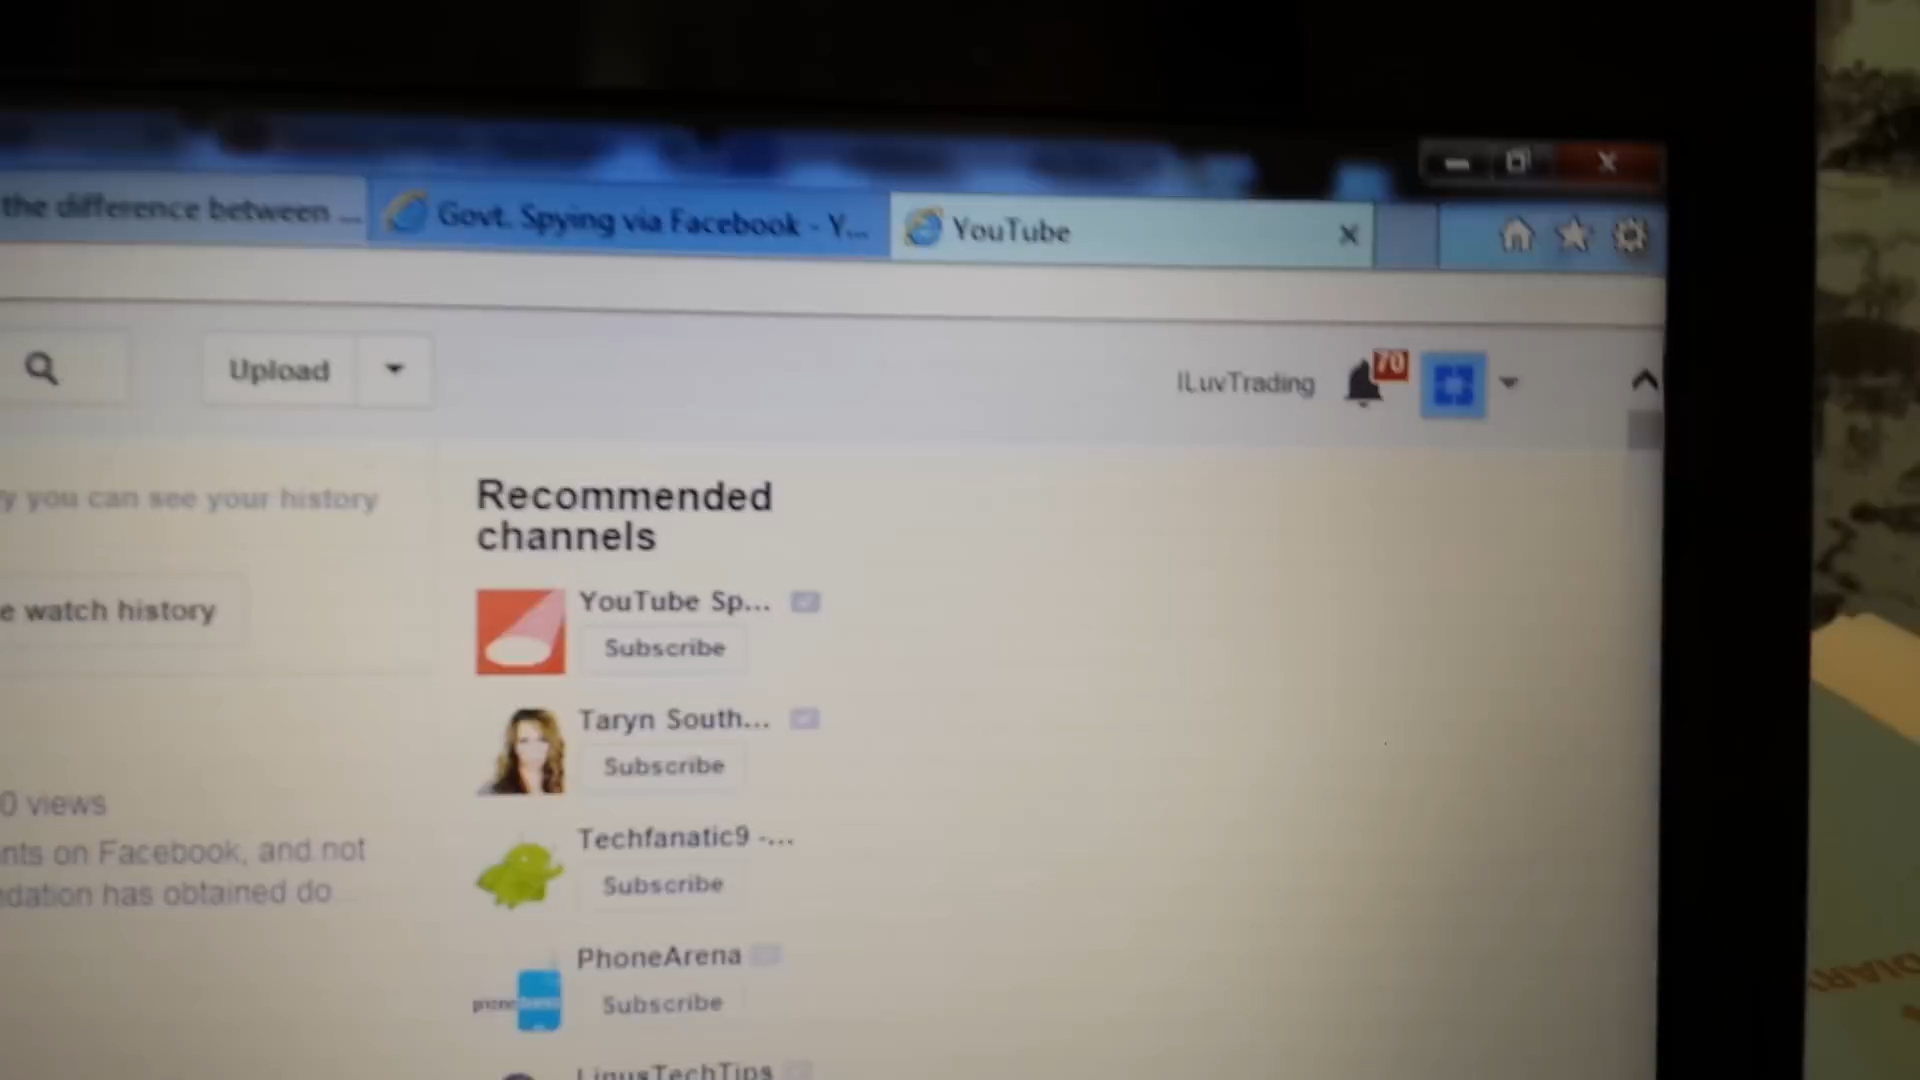 the difference between ...
Govt. Spying via Facebook - Y...
YouTube
Upload
ILuvTrading
70
y you can see your history
Recommended
channels
YouTube Sp...
Subscribe
e watch history
Taryn South...
Subscribe
0 views
Techfanatic9 -...
nts on Facebook, and not
Subscribe
dation has obtained do
PhoneArena
Subscribe
LinusTechTips